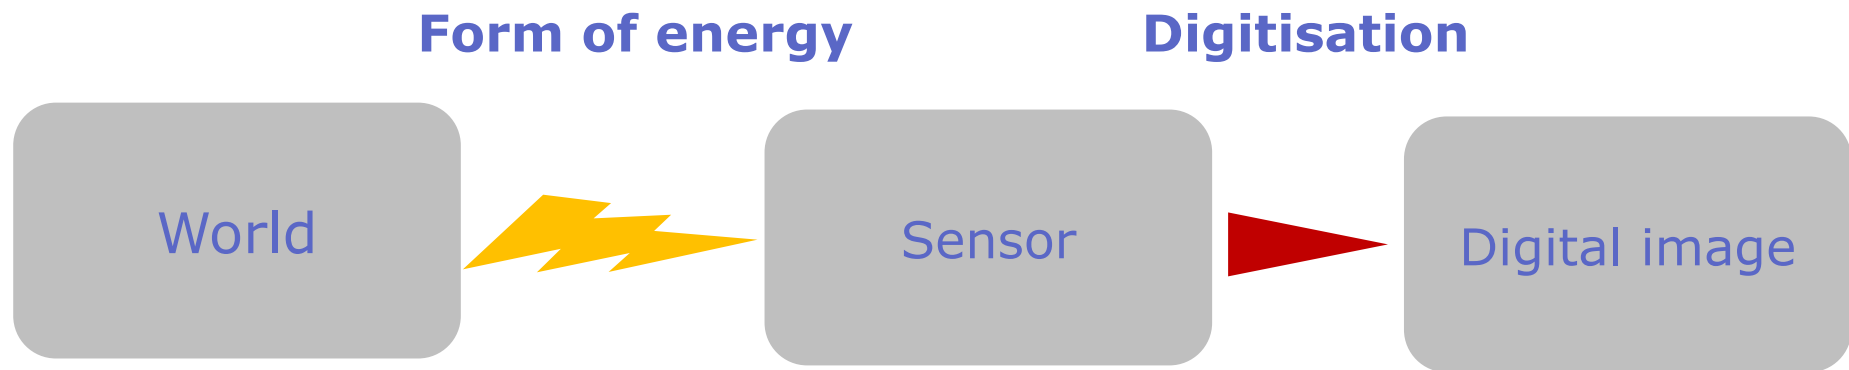 Form of energy
Digitisation
World
Sensor
Digital image